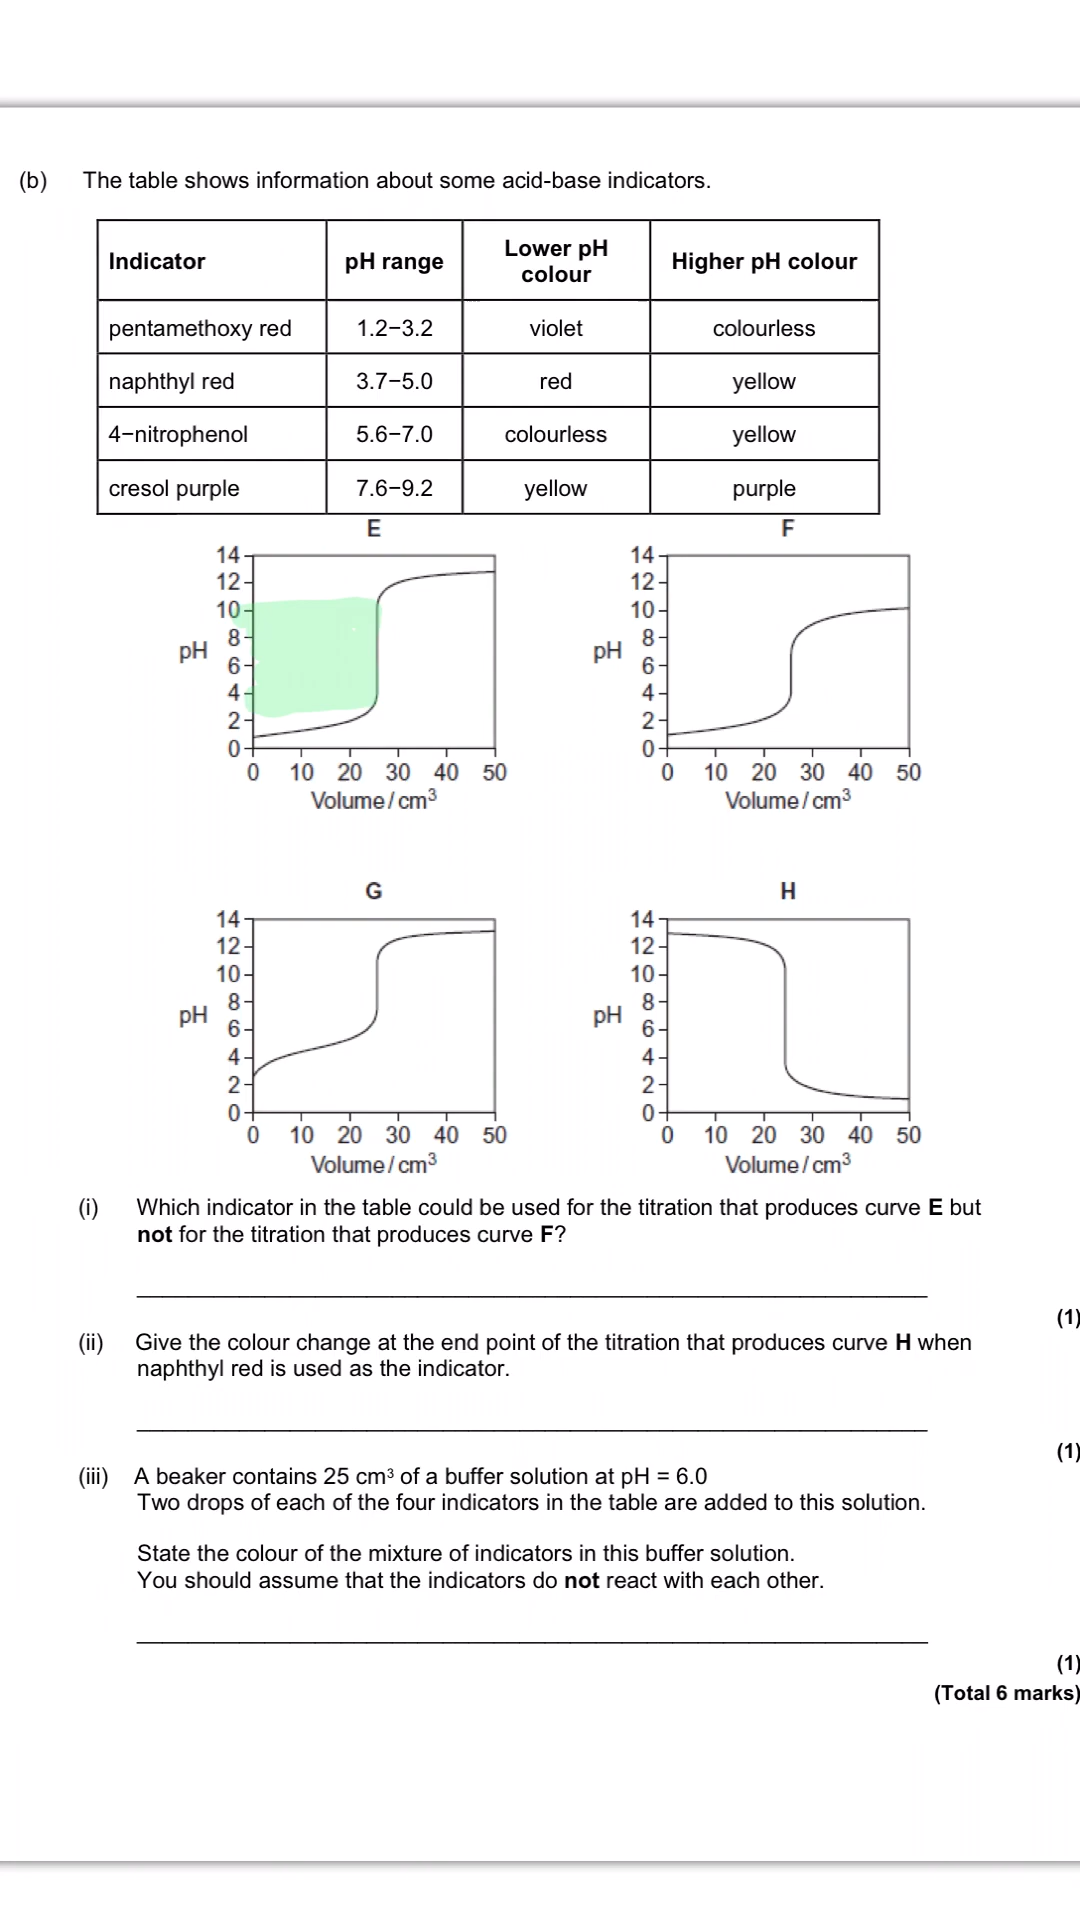 (b) The table shows information about some acid-base indicators.
Indicator pH range Lower pH colour Higher pH colour
pentamethoxy red 1.2−3.2 violet colourless
naphthyl red 3.7−5.0 red yellow
4−nitrophenol 5.6−7.0 colourless yellow
cresol purple 7.6−9.2 yellow purple
E
14
12
10
8
6
4
2
0
pH
0 10 20 30 40 50
Volume / cm³
F
14
12
10
8
6
4
2
0
pH
0 10 20 30 40 50
Volume / cm³
G
14
12
10
8
6
4
2
0
pH
0 10 20 30 40 50
Volume / cm³
H
14
12
10
8
6
4
2
0
pH
0 10 20 30 40 50
Volume / cm³
(i) Which indicator in the table could be used for the titration that produces curve E but
not for the titration that produces curve F?
(1)
(ii) Give the colour change at the end point of the titration that produces curve H when
naphthyl red is used as the indicator.
(1)
(iii) A beaker contains 25 cm³ of a buffer solution at pH = 6.0
Two drops of each of the four indicators in the table are added to this solution.
State the colour of the mixture of indicators in this buffer solution.
You should assume that the indicators do not react with each other.
(1)
(Total 6 marks)